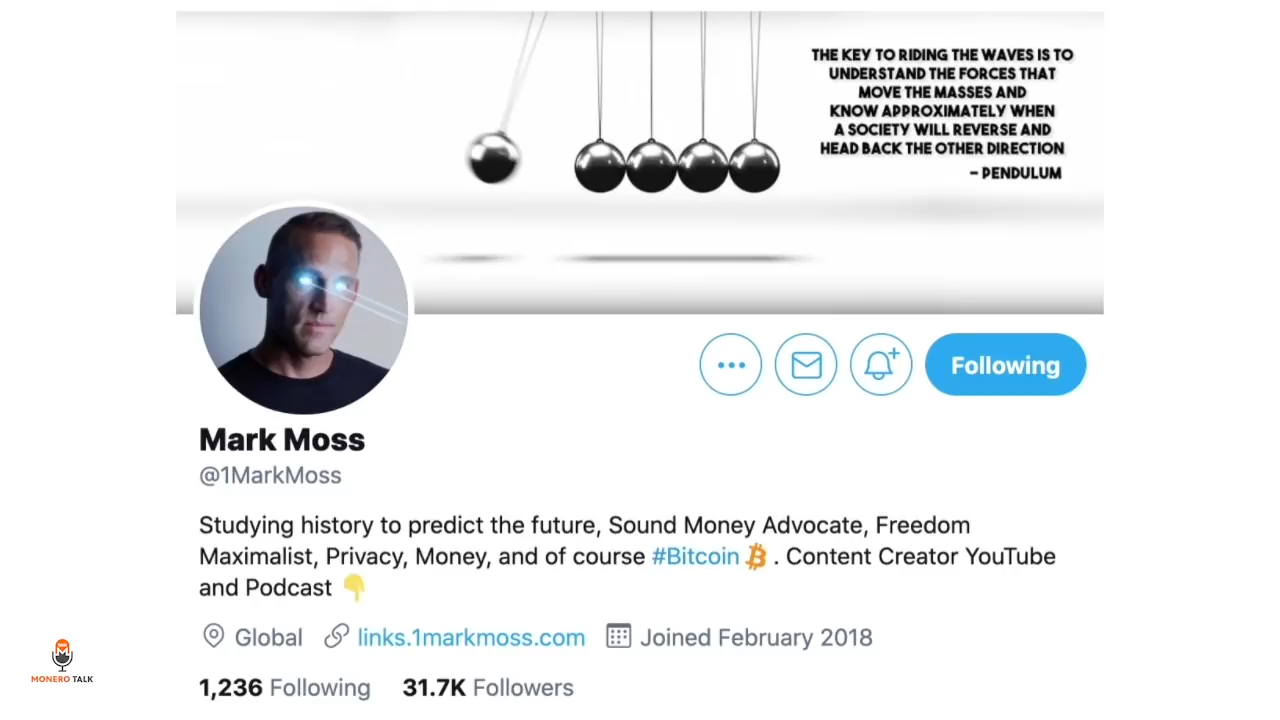 THE KEY TO RIDING THE WAVES IS TO
UNDERSTAND THE FORCES THAT
MOVE THE MASSES AND
KNOW APPROXIMATELY WHEN
A SOCIETY WILL REVERSE AND
HEAD BACK THE OTHER DIRECTION
– PENDULUM
Following
Mark Moss
@1MarkMoss
Studying history to predict the future, Sound Money Advocate, Freedom
Maximalist, Privacy, Money, and of course #Bitcoin . Content Creator YouTube
and Podcast 👇
Global links.1markmoss.com Joined February 2018
1,236 Following 31.7K Followers
MONERO TALK